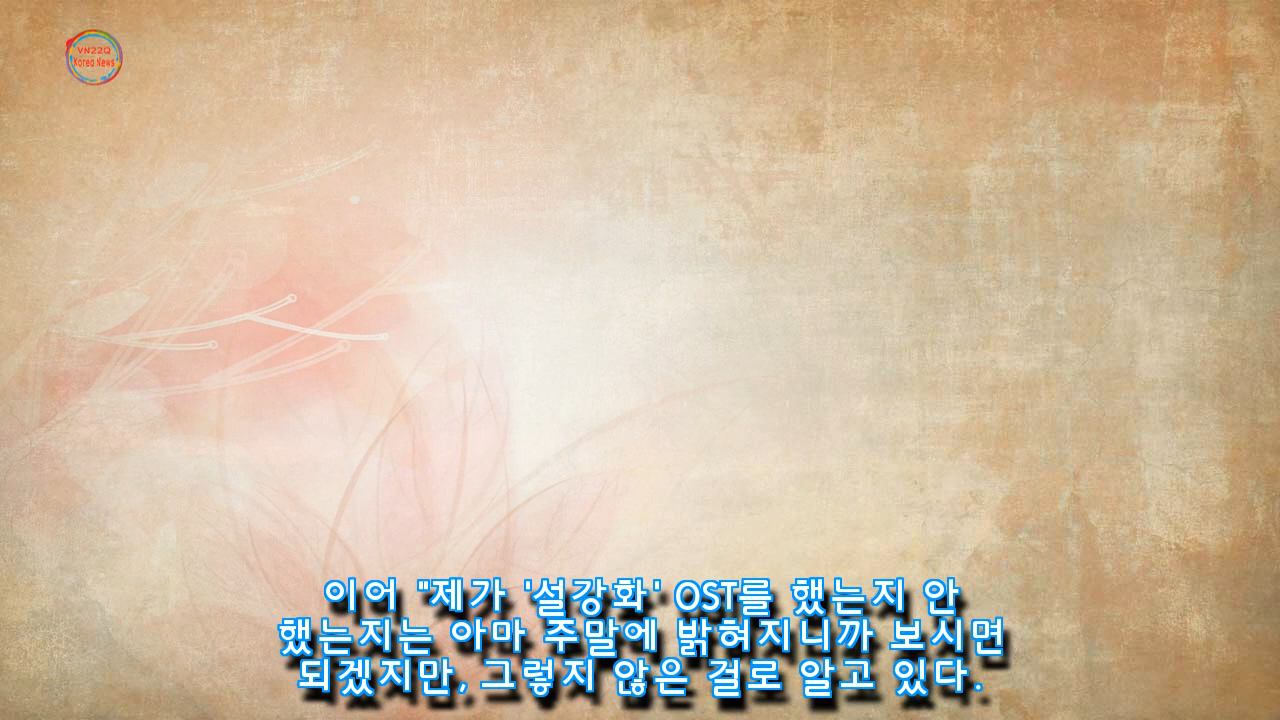 VN22Q
Korea News
이어 "제가 '설강화' OST를 했는지 안
했는지는 아마 주말에 밝혀지니까 보시면
되겠지만, 그렇지 않은 걸로 알고 있다.